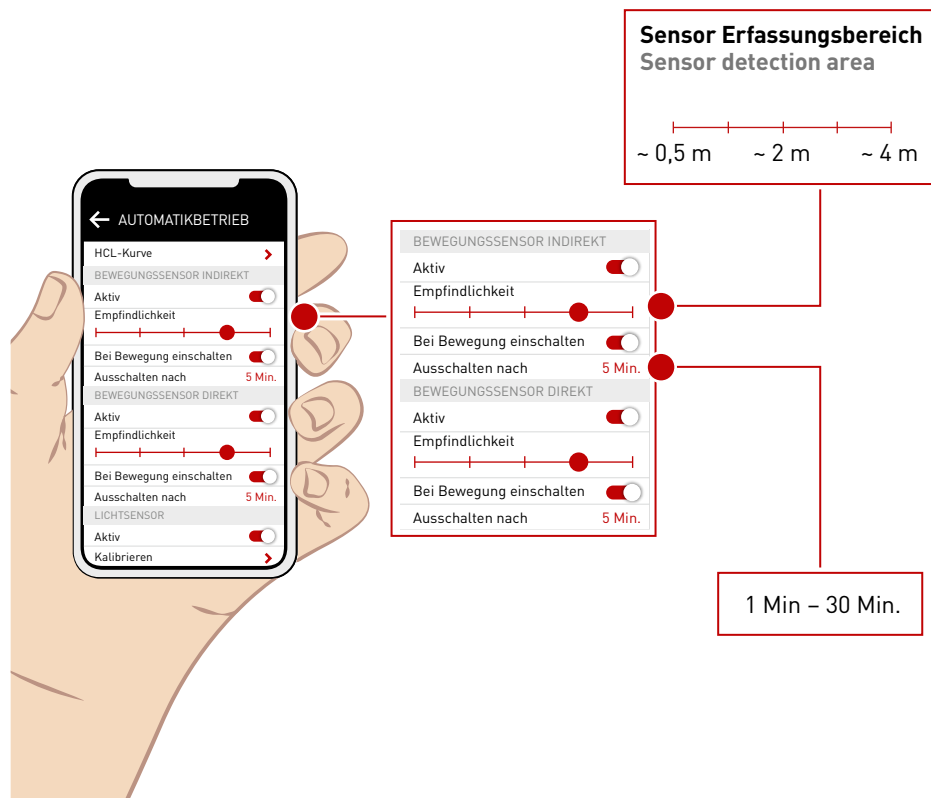 Sensor Erfassungsbereich
Sensor detection area
~ 0,5 m ~ 2 m ~ 4 m
AUTOMATIKBETRIEB
HCL-Kurve
BEWEGUNGSSENSOR INDIREKT
Aktiv
Empfindlichkeit
Bei Bewegung einschalten
Ausschalten nach 5 Min.
BEWEGUNGSSENSOR DIREKT
Aktiv
Empfindlichkeit
Bei Bewegung einschalten
Ausschalten nach 5 Min.
LICHTSENSOR
Aktiv
Kalibrieren
BEWEGUNGSSENSOR INDIREKT
Aktiv
Empfindlichkeit
Bei Bewegung einschalten
Ausschalten nach 5 Min.
BEWEGUNGSSENSOR DIREKT
Aktiv
Empfindlichkeit
Bei Bewegung einschalten
Ausschalten nach 5 Min.
1 Min – 30 Min.